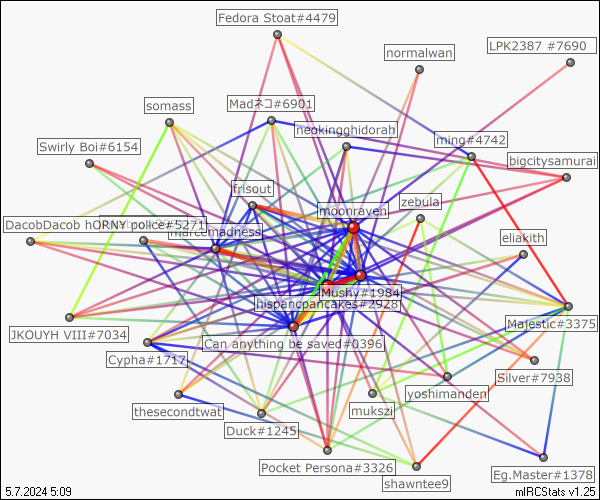 Fedora Stoat#4479
normalwan
LPK2387 #7690
somass
Madネコ#6901
neokingghidorah
ming#4742
Swirly Boi#6154
bigcitysamurai
frisout
moonraven
zebula
DacobDacob hORNY police#5271
madness
eliakith
Mushy#1984
hispancpancakes#2928
JKOUYH VIII#7034
Can anything be saved#0396
Majestic#3375
Cypha#1717
Silver#7938
yoshimanden
thesecondtwat
mukszi
Duck#1245
Pocket Persona#3326
shawntee9
Eg.Master#1378
5.7.2024 5:09
mIRCStats v1.25